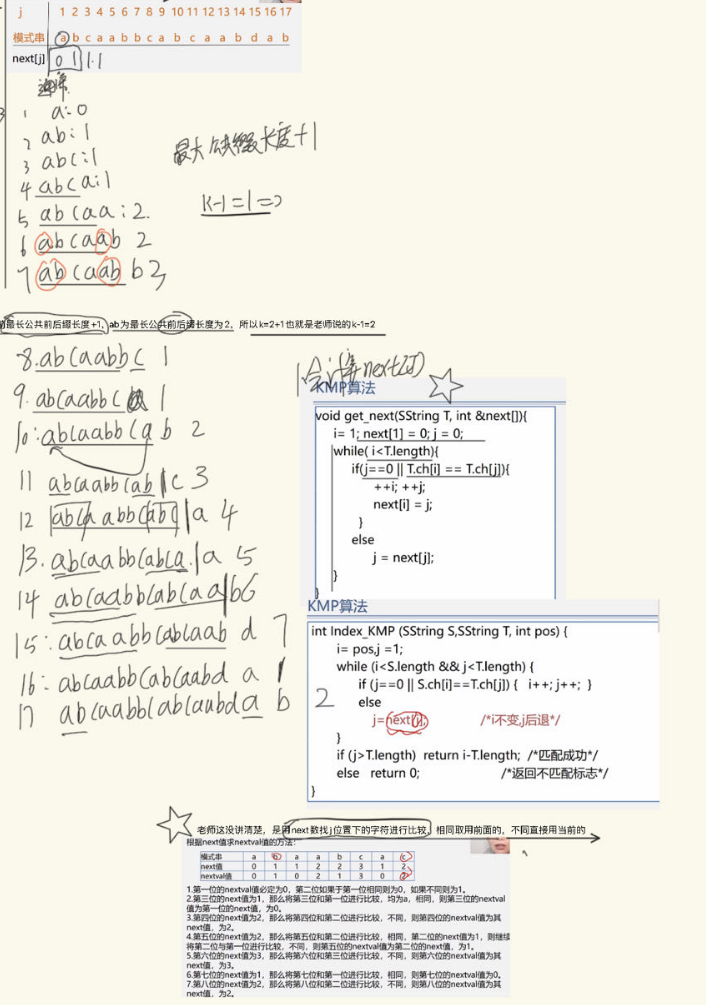 j 1 2 3 4 5 6 7 8 9 10 11 12 13 14 15 16 17
模式串 a b c a a b b c a b c a a b d a b
next[j] 0 1 1 1
1 a:0
2 ab:1
3 abc:1
4 abca:1
5 abcaa:2.
6 abcaab 2
7 abcaabb 3
最大公共缀长度+1
k-1=1=>
前最长公共前后缀长度+1,ab为最长公共前后缀长度为2,所以k=2+1也就是老师说的k-1=2
8.abcaabbc 1
9.abcaabbca 1
10:abcaabbcab 2
11 abcaabbcab|c 3
12 abcaabbcabc|a 4
13.abcaabbcabca.|a 5
14 abcaabbcabcaa|b6
15:abcaabbcabcaab d 7
16:abcaabbcabcaabd a 1
17 abcaabbcabcaabda b
1.会计算next[j]
KMP算法
void get_next(SString T, int &next[]){
i= 1; next[1] = 0; j = 0;
while( i<T.length){
if(j==0 || T.ch[i] == T.ch[j]){
++i; ++j;
next[i] = j;
}
else
j = next[j];
}
}
KMP算法
int Index_KMP (SString S,SString T, int pos) {
i= pos,j =1;
while (i<S.length && j<T.length) {
if (j==0 || S.ch[i]==T.ch[j]) { i++; j++; }
2 else
j=next[j]; /*i不变,j后退*/
}
if (j>T.length) return i-T.length; /*匹配成功*/
else return 0; /*返回不匹配标志*/
}
老师这没讲清楚,是用next数找j位置下的字符进行比较,相同取用前面的,不同直接用当前的
根据next值求nextval值的方法:
模式串 a b a a b c a c
next值 0 1 1 2 2 3 1 2
nextval值 0 1 0 2 1 3 0 2
1.第一位的nextval值必定为0,第二位如果于第一位相同则为0,如果不同则为1。
2.第三位的next值为1,那么将第三位和第一位进行比较,均为a,相同,则第三位的nextval
值为第一位的next值,为0。
3.第四位的next值为2,那么将第四位和第二位进行比较,不同,则第四位的nextval值为其
next值,为2。
4.第五位的next值为2,那么将第五位和第二位进行比较,相同,第二位的next值为1,则继续
将第二位与第一位进行比较,不同,则第五位的nextval值为第二位的next值,为1。
5.第六位的next值为3,那么将第六位和第三位进行比较,不同,则第六位的nextval值为其
next值,为3。
6.第七位的next值为1,那么将第七位和第一位进行比较,相同,则第七位的nextval值为0。
7.第八位的next值为2,那么将第八位和第二位进行比较,不同,则第八位的nextval值为其
next值,为2。